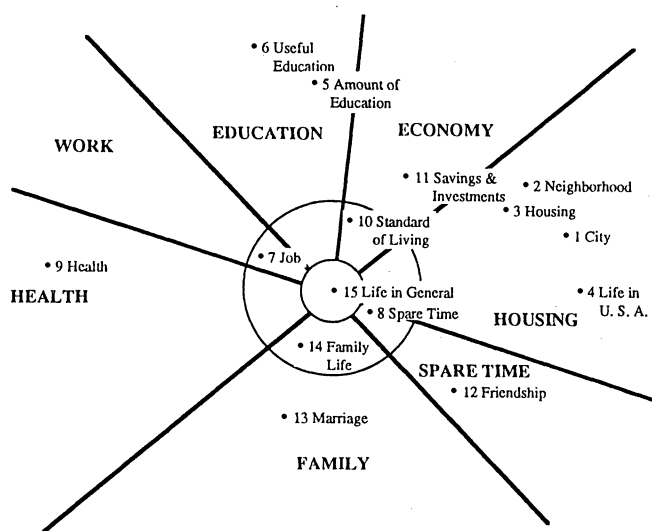 • 6 Useful
Education
• 5 Amount of
Education
EDUCATION
ECONOMY
WORK
• 11 Savings &
Investments
• 2 Neighborhood
• 3 Housing
• 10 Standard
of Living
• 1 City
• 7 Job
• 9 Health
HEALTH
• 15 Life in General
• 4 Life in
U. S. A.
• 8 Spare Time
HOUSING
• 14 Family
Life
SPARE TIME
• 12 Friendship
• 13 Marriage
FAMILY